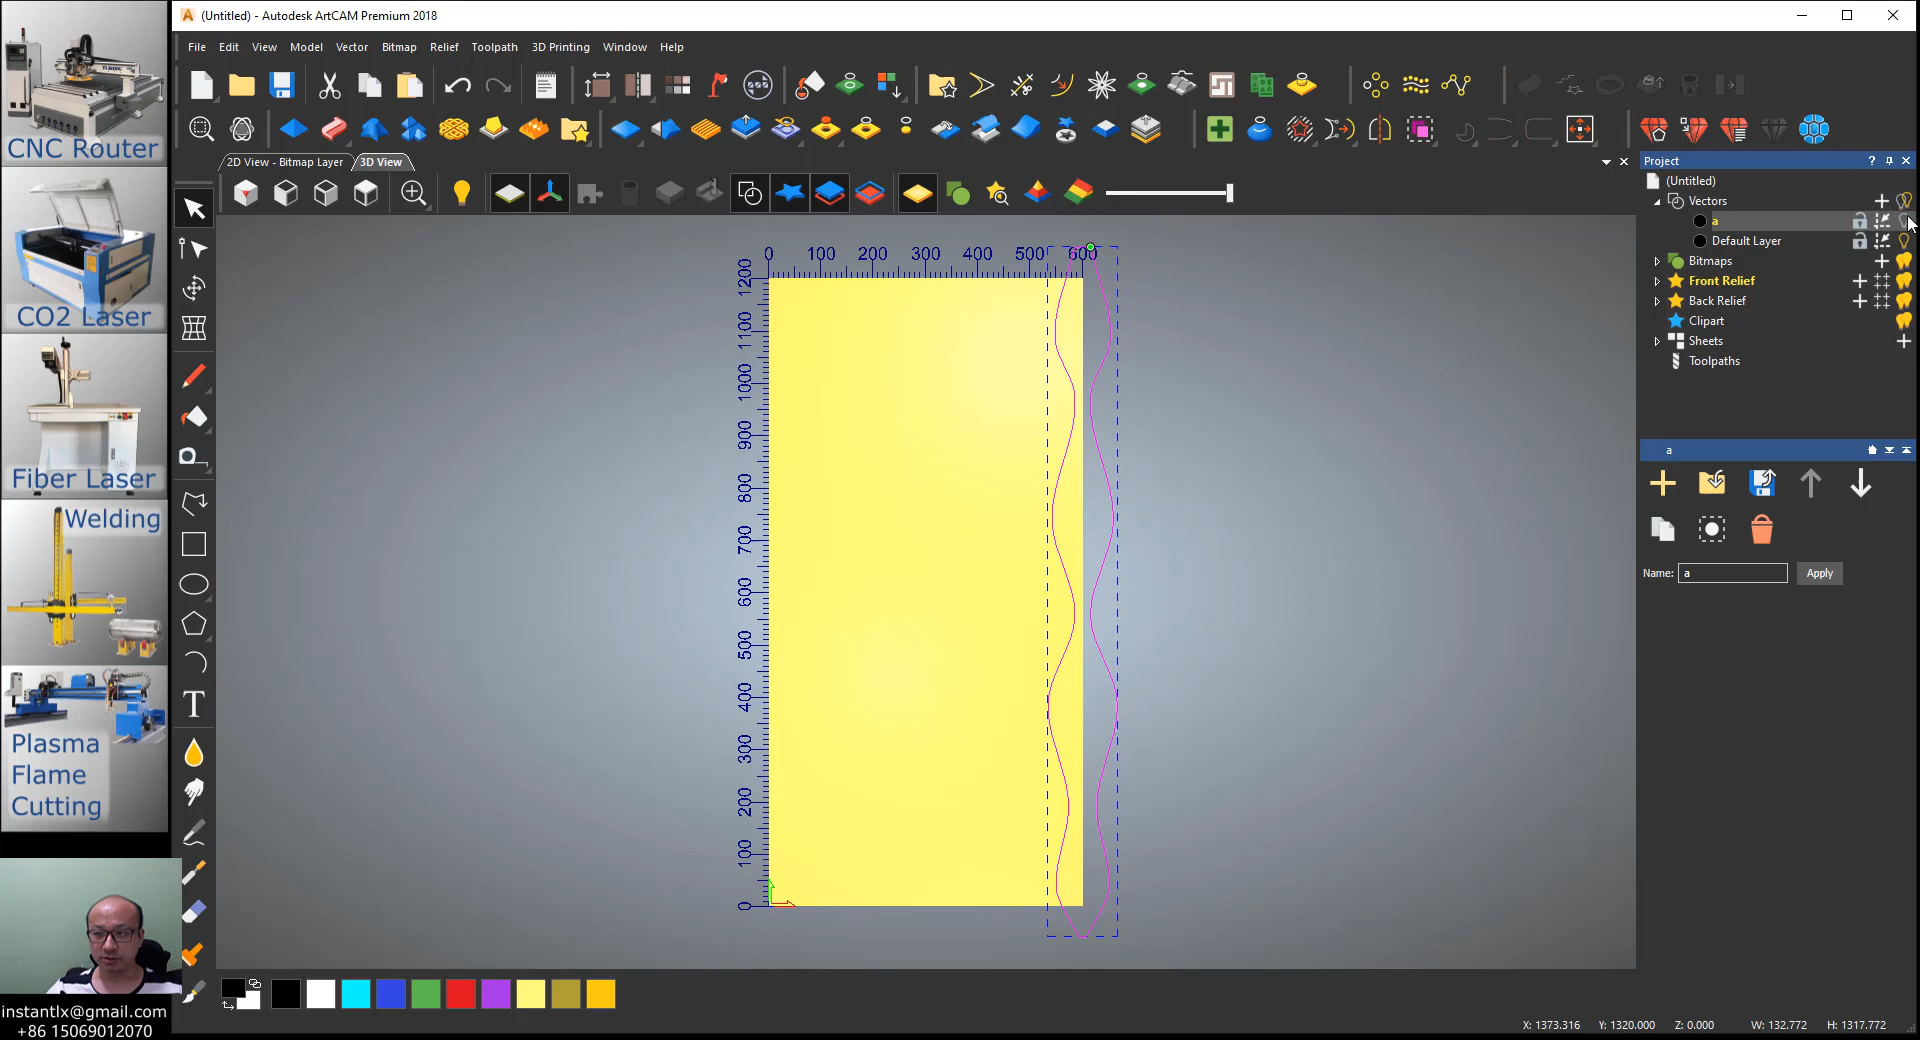 (Untitled) - Autodesk ArtCAM Premium 2018
File Edit View Model Vector Bitmap Relief Toolpath 3D Printing Window Help
2D View - Bitmap Layer
3D View
CNC Router
CO2 Laser
Fiber Laser
Welding
Plasma
Flame
Cutting
instantlx@gmail.com
+86 15069012070
0 100 200 300 400 500 600
1200
1100
1000
900
800
700
600
500
400
300
200
100
0
Project
(Untitled)
Vectors
a
Default Layer
Bitmaps
Front Relief
Back Relief
Clipart
Sheets
Toolpaths
a
Name: a Apply
X: 1373.316 Y: 1320.000 Z: 0.000 W: 132.772 H: 1317.772